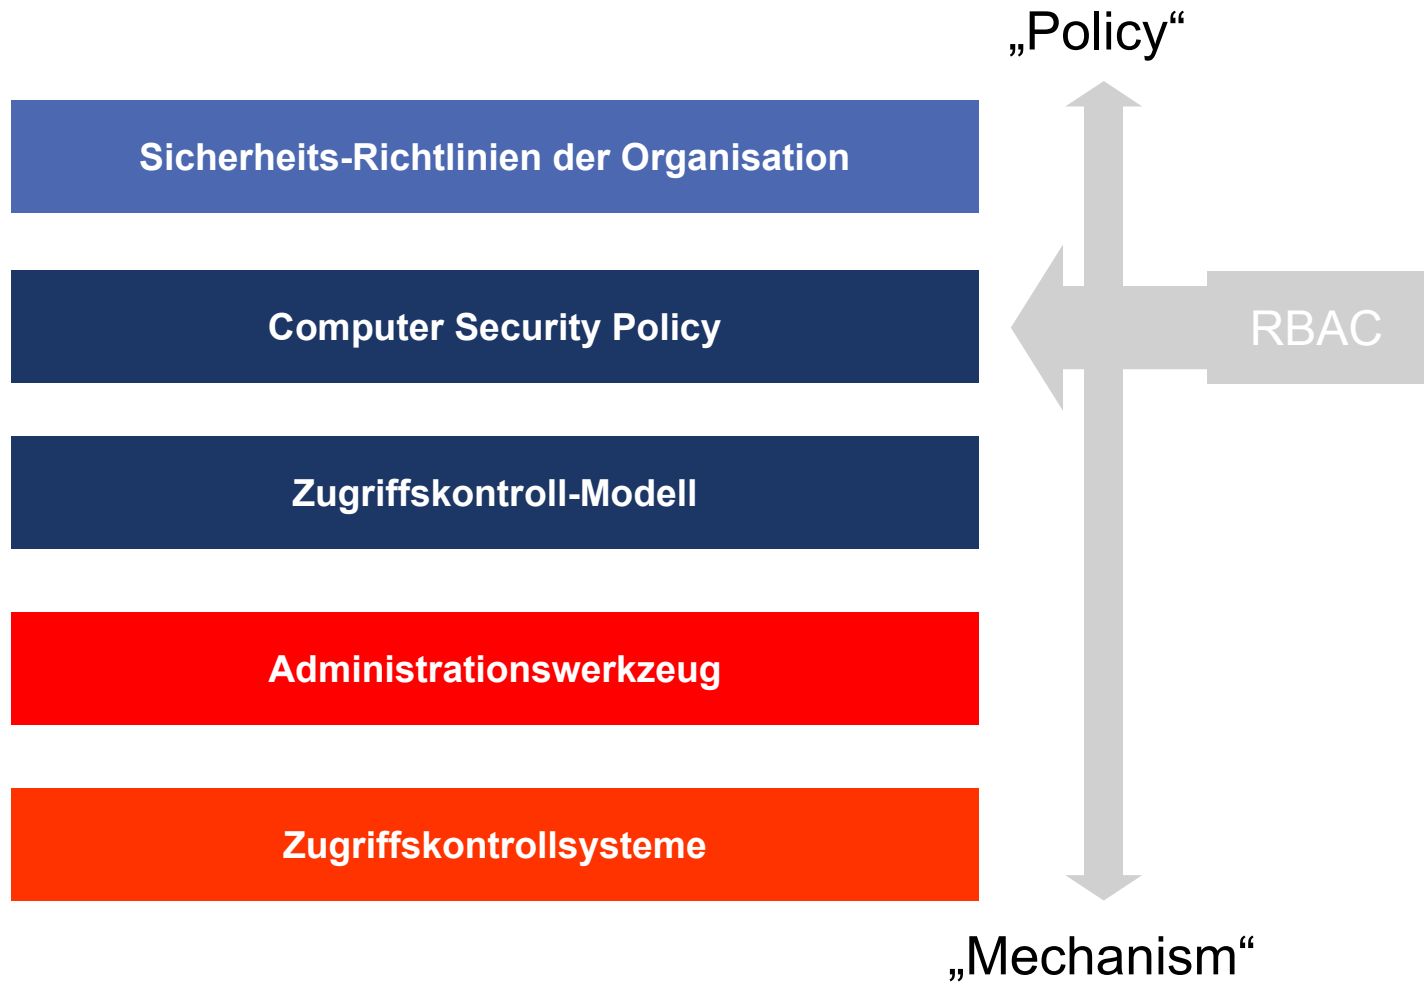 „Policy“
Sicherheits-Richtlinien der Organisation
Computer Security Policy
RBAC
Zugriffskontroll-Modell
Administrationswerkzeug
Zugriffskontrollsysteme
„Mechanism“